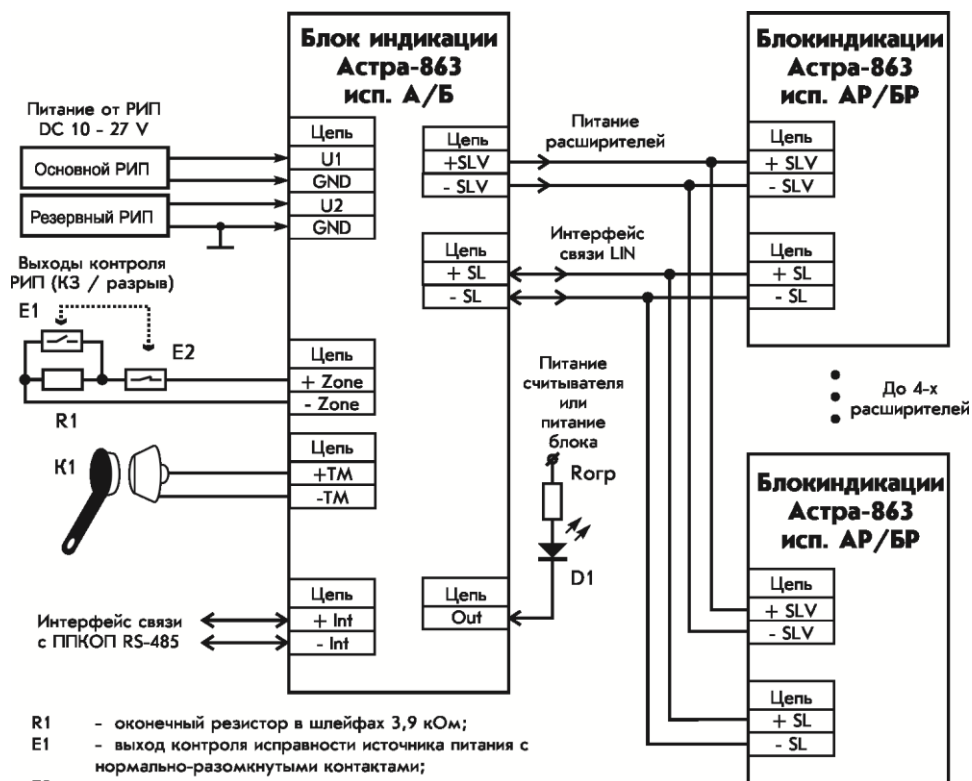 Блок индикации
Астра-863
исп. А/Б
Блокиндикации
Астра-863
исп. АР/БР
Питание от РИП
DC 10 - 27 V
Основной РИП
Резервный РИП
Цепь
U1
GND
U2
GND
Цепь
+SLV
- SLV
Питание
расширителей
Цепь
+ SLV
- SLV
Выходы контроля
РИП (КЗ / разрыв)
Цепь
+ SL
- SL
Интерфейс
связи LIN
Цепь
+ SL
- SL
E1
E2
R1
Цепь
+ Zone
- Zone
Питание
считывателя
или
питание
блока
До 4-х
расширителей
К1
Цепь
+TM
-TM
Rогр
D1
Блокиндикации
Астра-863
исп. АР/БР
Интерфейс связи
с ППКОП RS-485
Цепь
+ Int
- Int
Цепь
Out
Цепь
+ SLV
- SLV
Цепь
+ SL
- SL
R1 - оконечный резистор в шлейфах 3,9 кОм;
E1 - выход контроля исправности источника питания с
нормально-разомкнутыми контактами;